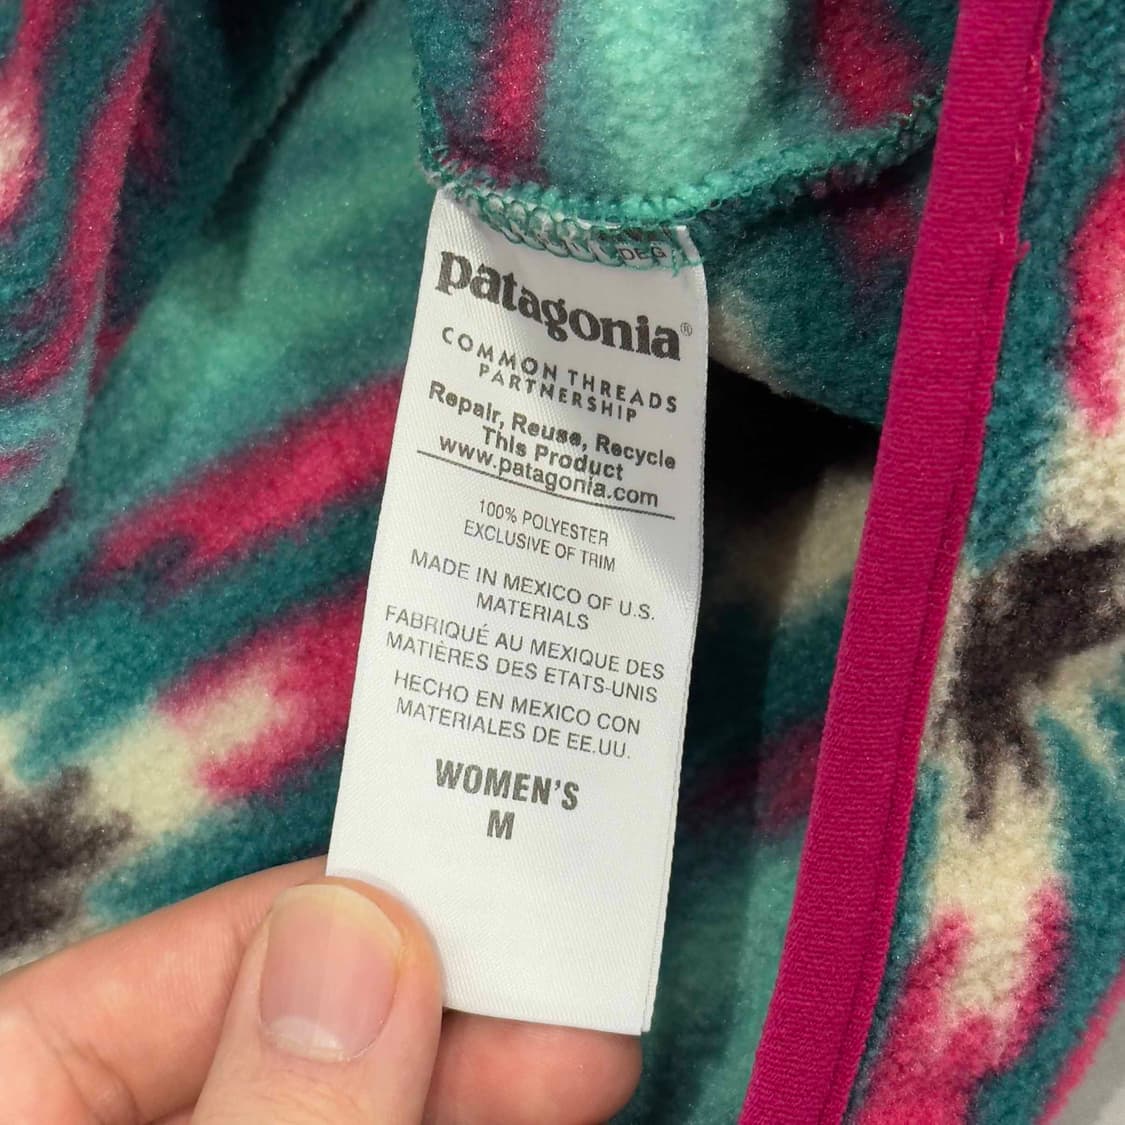 DEG
patagonia®
COMMON THREADS
PARTNERSHIP
Repair, Reuse, Recycle
This Product
www.patagonia.com
100% POLYESTER
EXCLUSIVE OF TRIM
MADE IN MEXICO OF U.S.
MATERIALS
FABRIQUÉ AU MEXIQUE DES
MATIÈRES DES ETATS-UNIS
HECHO EN MEXICO CON
MATERIALES DE EE.UU.
WOMEN'S
M